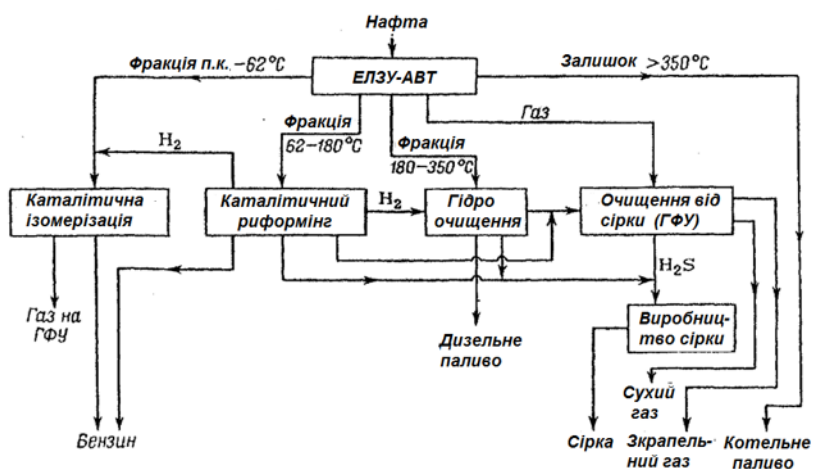 Нафта
Фракція п.к. –62°C
ЕЛЗУ-АВТ
Залишок >350°C
Фракція
62–180°C
Фракція
180–350°C
Газ
H₂
Каталітична
ізомерізація
Каталітичний
риформінг
H₂
Гідро
очищення
Очищення від
сірки (ГФУ)
H₂S
Газ на
ГФУ
Дизельне
паливо
Виробниц-
тво сірки
Сухий
газ
Бензин
Сірка
Зкрапель-
ний газ
Котельне
паливо